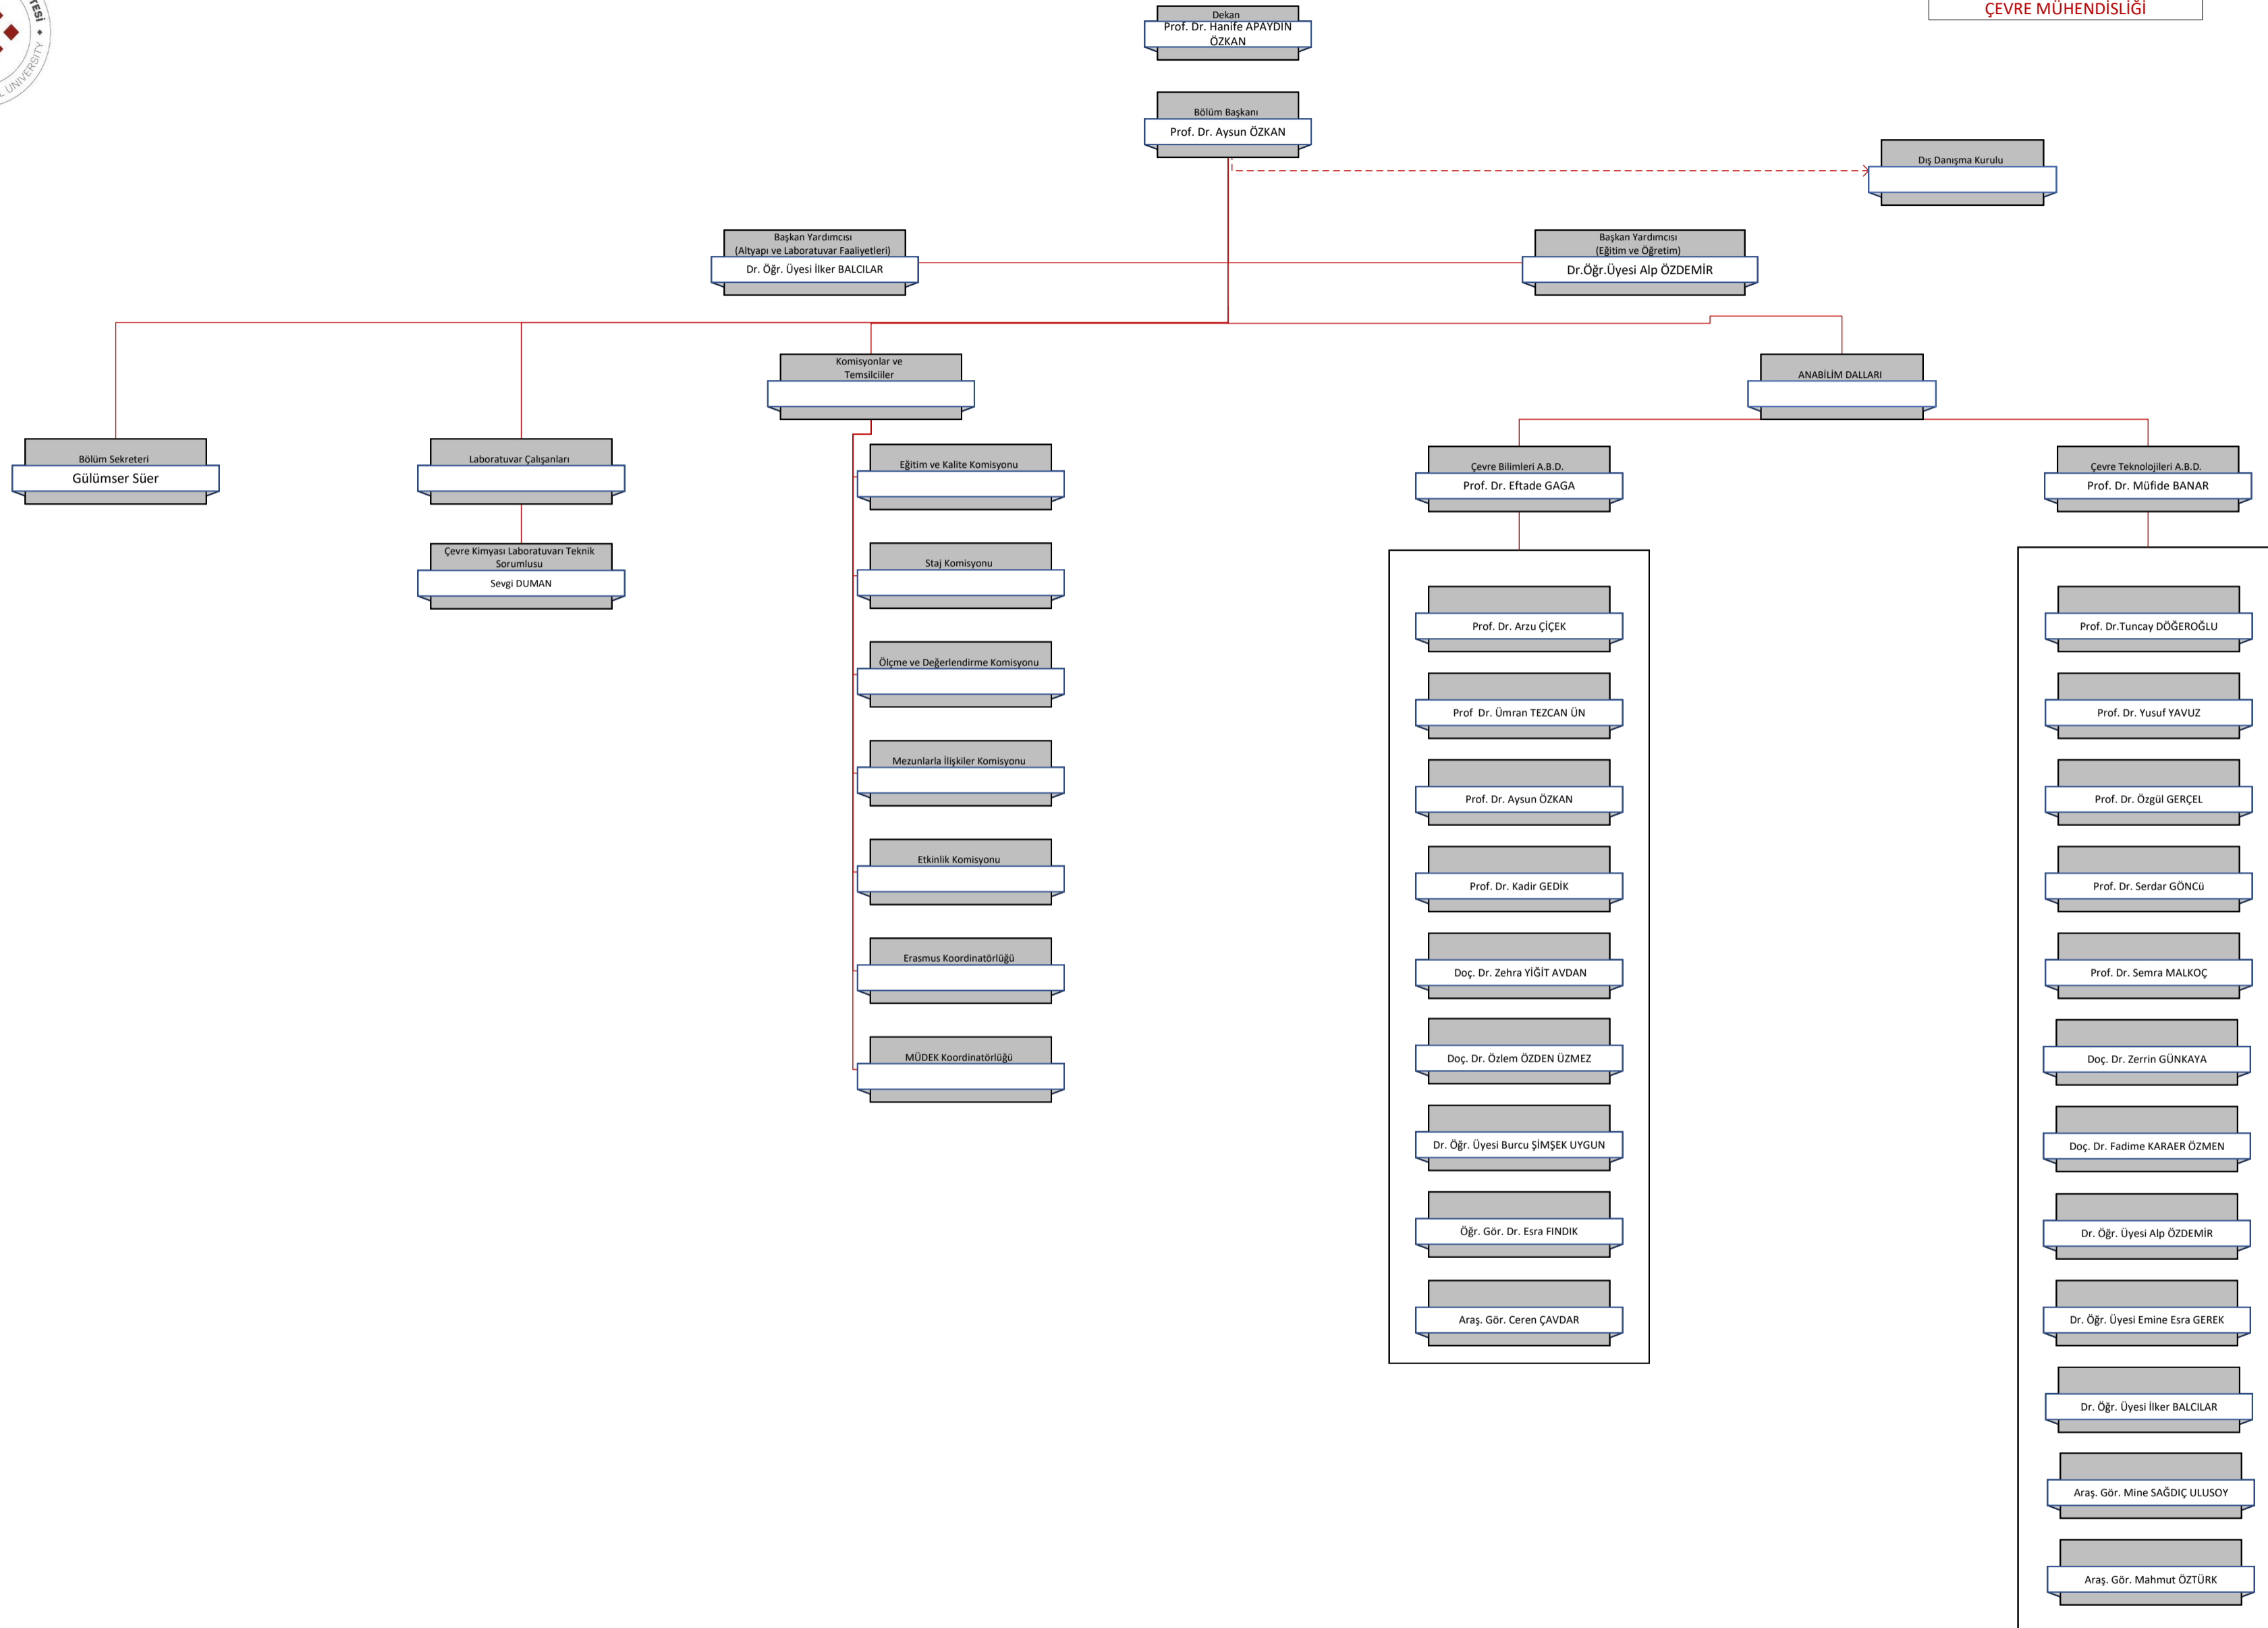 TESİ
UNIVERSITY
ÇEVRE MÜHENDİSLİĞİ
Dekan
Prof. Dr. Hanife APAYDIN
ÖZKAN
Bölüm Başkanı
Prof. Dr. Aysun ÖZKAN
Dış Danışma Kurulu
Başkan Yardımcısı
(Altyapı ve Laboratuvar Faaliyetleri)
Dr. Öğr. Üyesi İlker BALCILAR
Başkan Yardımcısı
(Eğitim ve Öğretim)
Dr.Öğr.Üyesi Alp ÖZDEMİR
Komisyonlar ve
Temsilciiler
ANABİLİM DALLARI
Bölüm Sekreteri
Gülümser Süer
Laboratuvar Çalışanları
Çevre Kimyası Laboratuvarı Teknik
Sorumlusu
Sevgi DUMAN
Eğitim ve Kalite Komisyonu
Staj Komisyonu
Ölçme ve Değerlendirme Komisyonu
Mezunlarla İlişkiler Komisyonu
Etkinlik Komisyonu
Erasmus Koordinatörlüğü
MÜDEK Koordinatörlüğü
Çevre Bilimleri A.B.D.
Prof. Dr. Eftade GAGA
Prof. Dr. Arzu ÇİÇEK
Prof  Dr. Ümran TEZCAN ÜN
Prof. Dr. Aysun ÖZKAN
Prof. Dr. Kadir GEDİK
Doç. Dr. Zehra YİĞİT AVDAN
Doç. Dr. Özlem ÖZDEN ÜZMEZ
Dr. Öğr. Üyesi Burcu ŞİMŞEK UYGUN
Öğr. Gör. Dr. Esra FINDIK
Araş. Gör. Ceren ÇAVDAR
Çevre Teknolojileri A.B.D.
Prof. Dr. Müfide BANAR
Prof. Dr.Tuncay DÖĞEROĞLU
Prof. Dr. Yusuf YAVUZ
Prof. Dr. Özgül GERÇEL
Prof. Dr. Serdar GÖNCü
Prof. Dr. Semra MALKOÇ
Doç. Dr. Zerrin GÜNKAYA
Doç. Dr. Fadime KARAER ÖZMEN
Dr. Öğr. Üyesi Alp ÖZDEMİR
Dr. Öğr. Üyesi Emine Esra GEREK
Dr. Öğr. Üyesi İlker BALCILAR
Araş. Gör. Mine SAĞDIÇ ULUSOY
Araş. Gör. Mahmut ÖZTÜRK